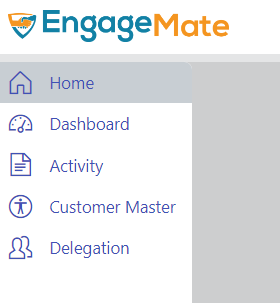 EngageMate
Home
Dashboard
Activity
Customer Master
Delegation